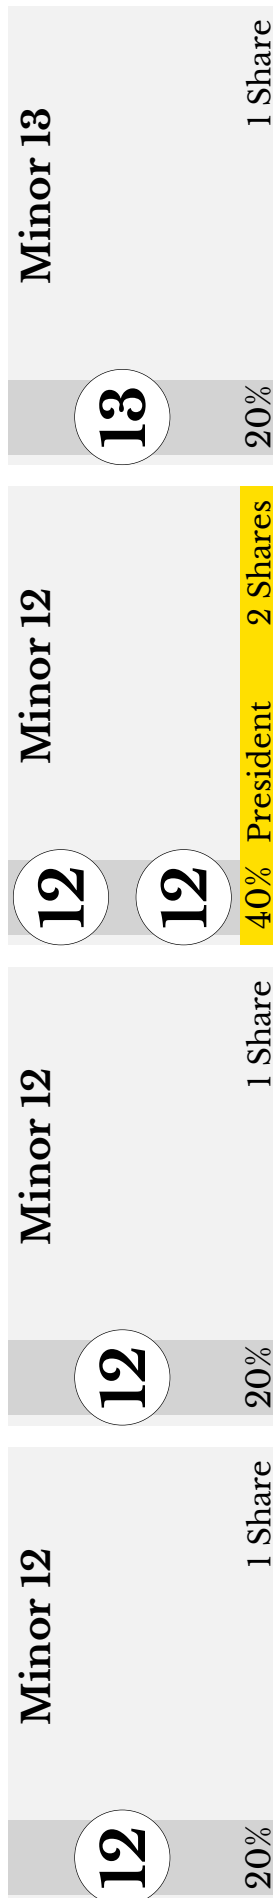 Minor 13
13
20%
1 Share
Minor 12
12
12
40% President 2 Shares
Minor 12
12
20%
1 Share
Minor 12
12
20%
1 Share